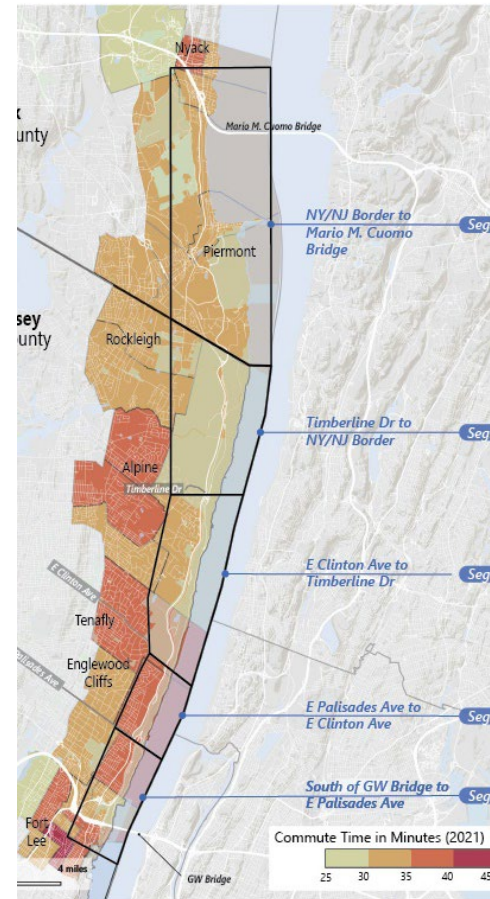 Nyack
x
unty
Mario M. Cuomo Bridge
NY/NJ Border to
Mario M. Cuomo
Bridge
Seg
Piermont
sey
unty
Rockleigh
Timberline Dr to
NY/NJ Border
Seg
Alpine
Timberline Dr
E Clinton Ave
E Clinton Ave to
Timberline Dr
Seg
Tenafly
Englewood
Cliffs
Palisades Ave
E Palisades Ave to
E Clinton Ave
Seg
South of GW Bridge to
E Palisades Ave
Seg
Fort
Lee
4 miles
GW Bridge
Commute Time in Minutes (2021)
25 30 35 40 45